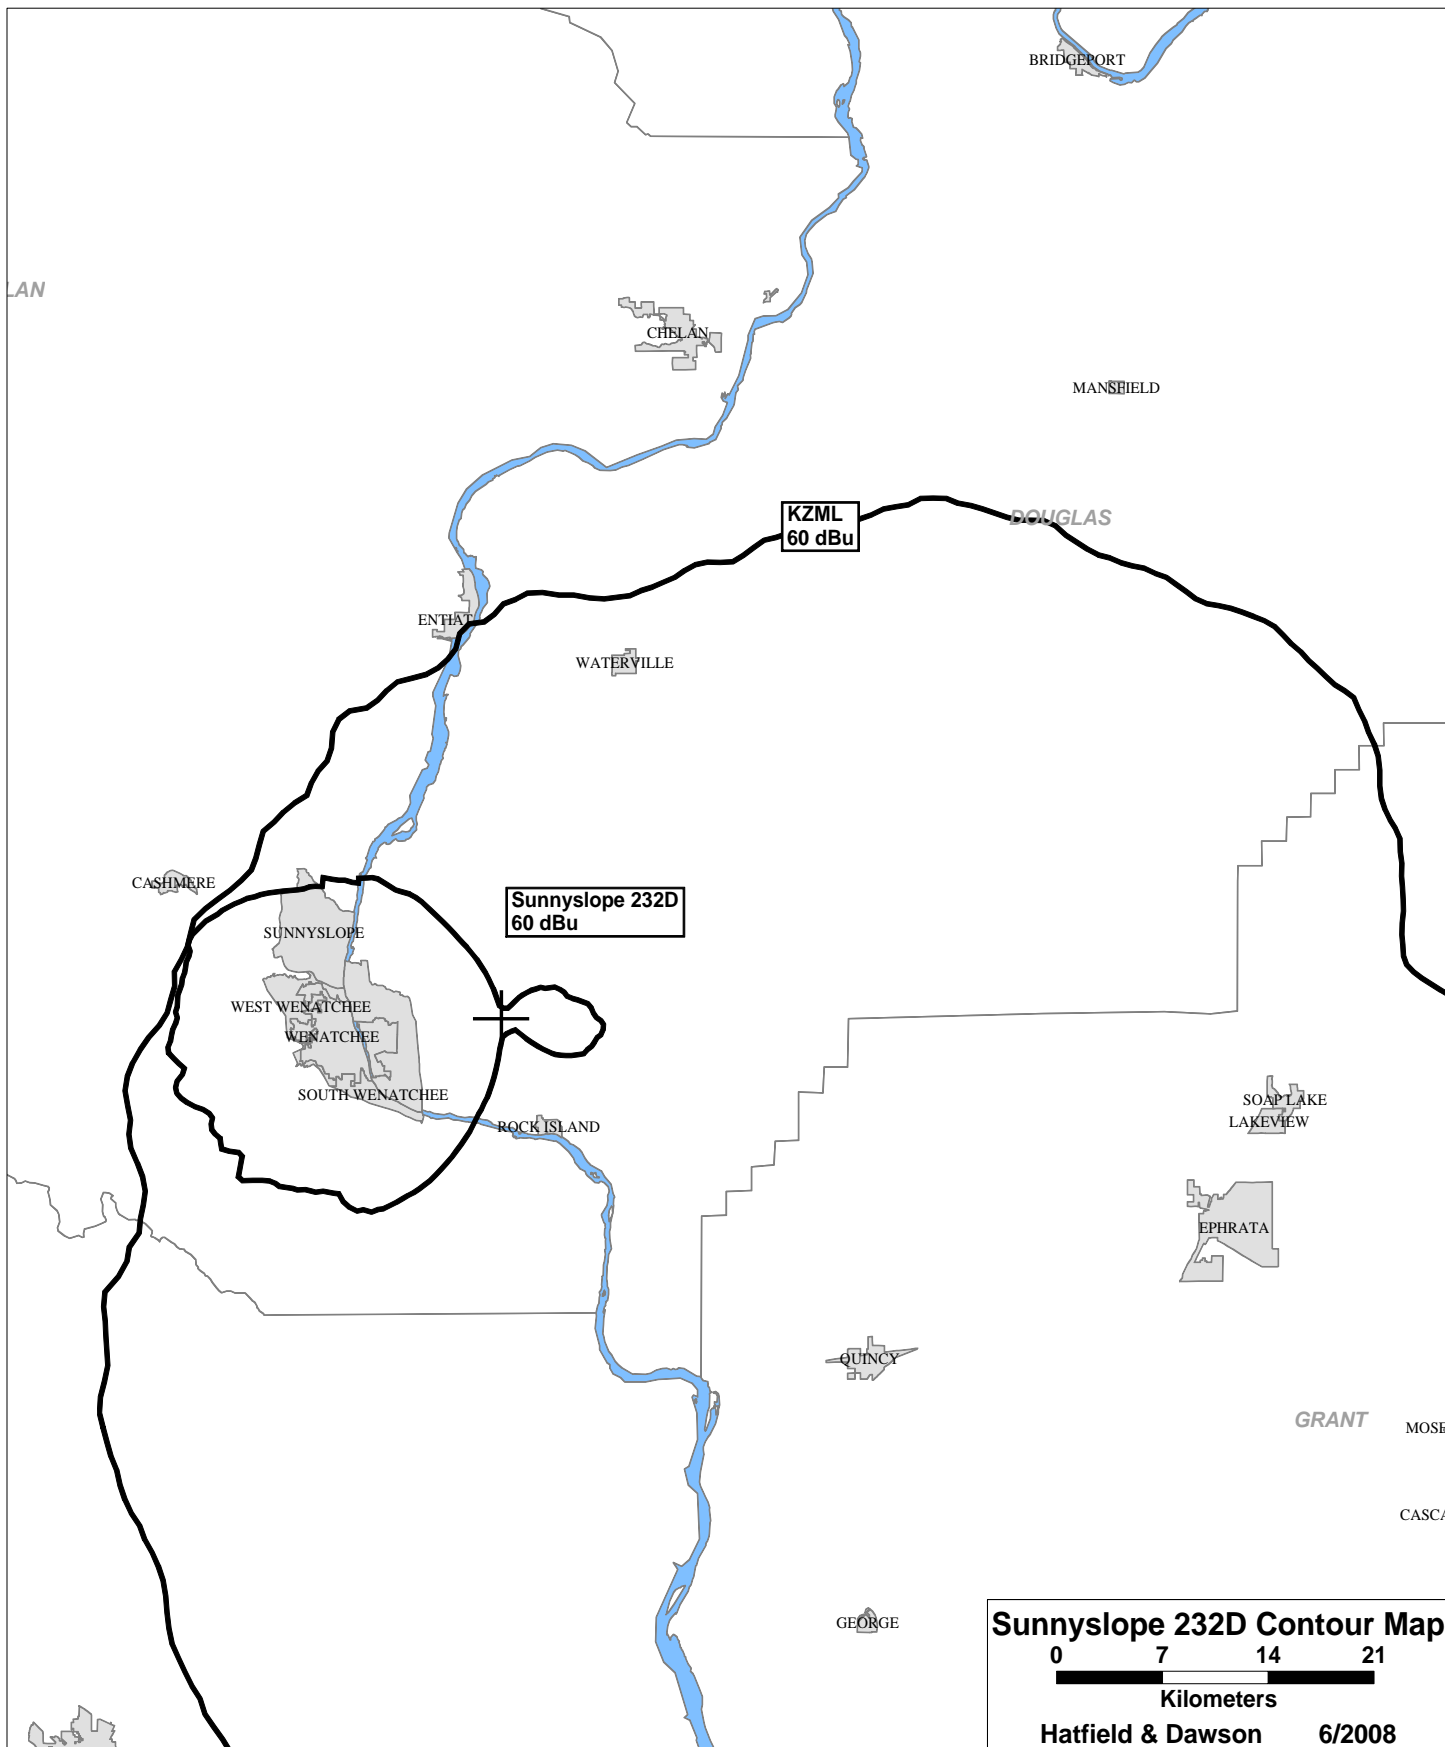 BRIDGEPORT
LAN
CHELAN
MANSFIELD
KZML
60 dBu
DOUGLAS
ENTIAT
WATERVILLE
CASHMERE
Sunnyslope 232D
60 dBu
SUNNYSLOPE
WEST WENATCHEE
WENATCHEE
SOUTH WENATCHEE
ROCK ISLAND
SOAP LAKE
LAKEVIEW
EPHRATA
QUINCY
GRANT
MOSE
CASCA
GEORGE
Sunnyslope 232D Contour Map
0 7 14 21
Kilometers
Hatfield & Dawson 6/2008